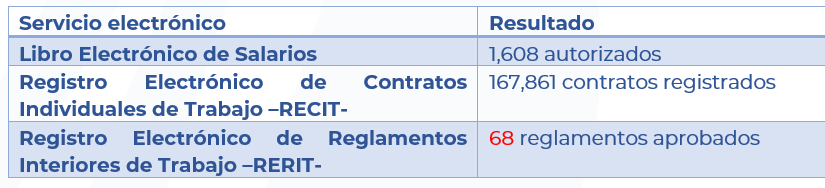 Servicio electrónico Resultado
Libro Electrónico de Salarios 1,608 autorizados
Registro Electrónico de Contratos 167,861 contratos registrados
Individuales de Trabajo –RECIT-
Registro Electrónico de Reglamentos 68 reglamentos aprobados
Interiores de Trabajo –RERIT-